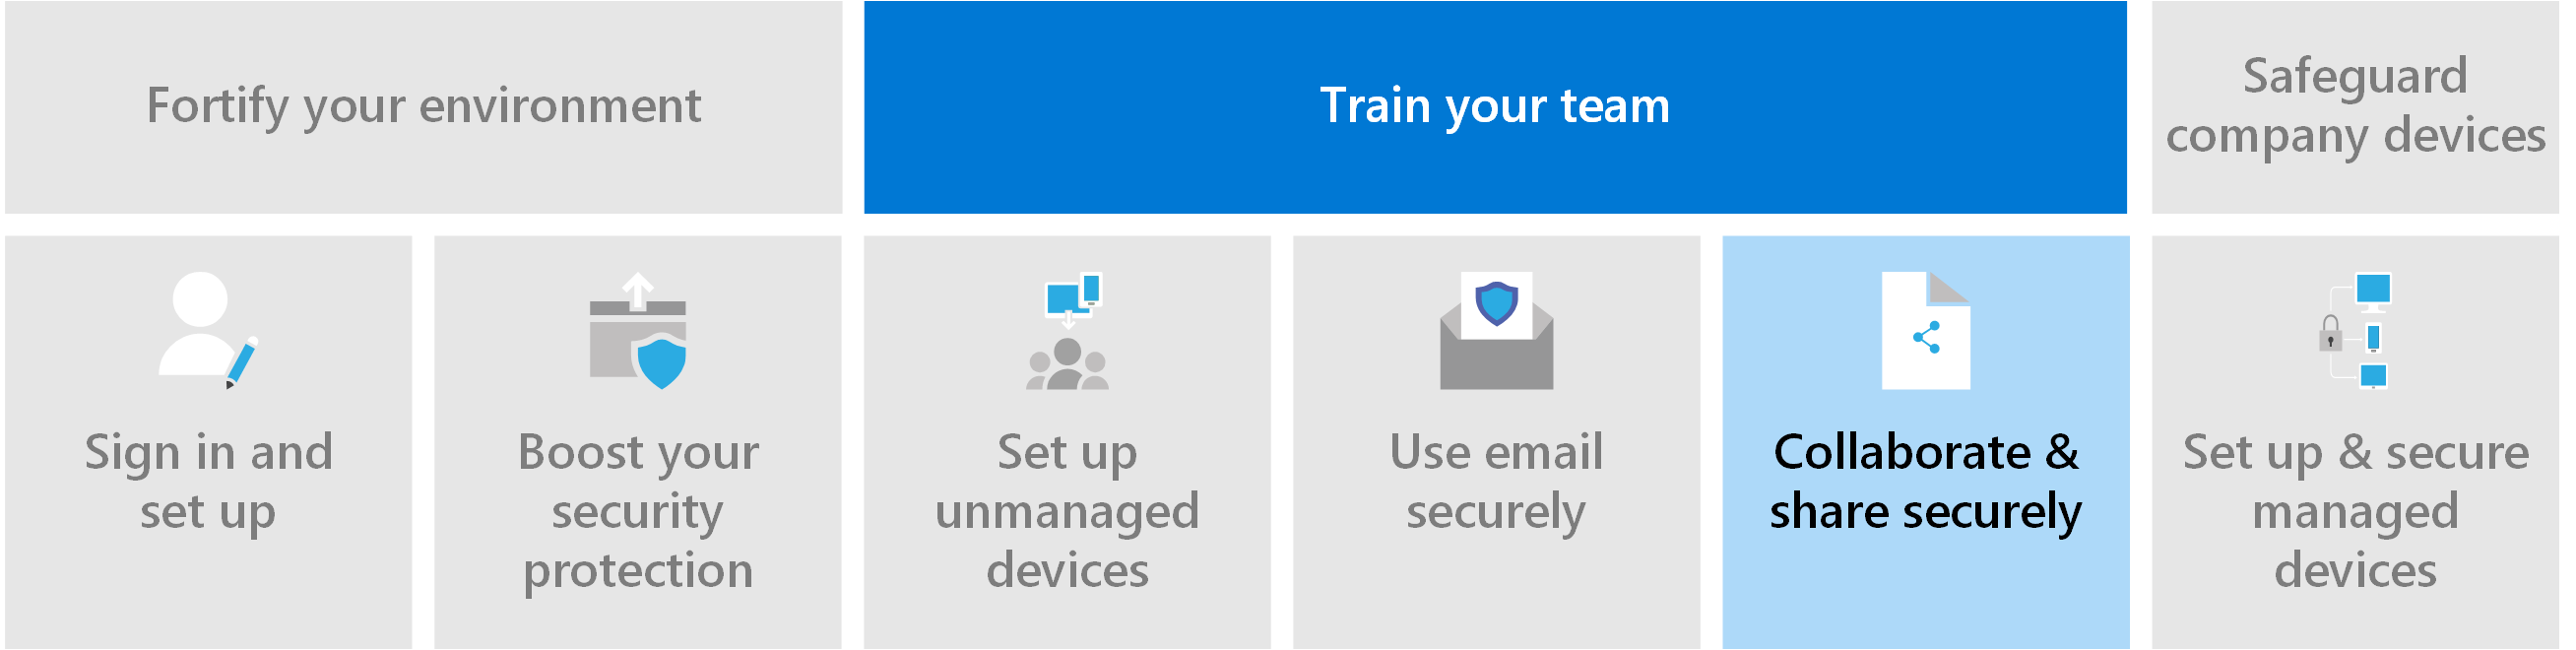 Fortify your environment
Train your team
Safeguard
company devices
Sign in and
set up
Boost your
security
protection
Set up
unmanaged
devices
Use email
securely
Collaborate &
share securely
Set up & secure
managed
devices